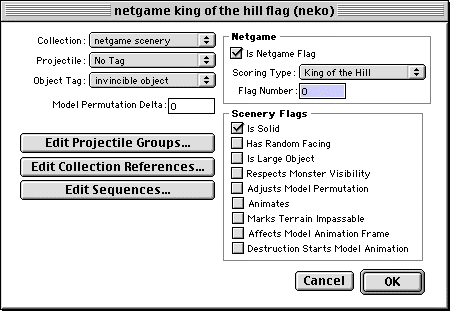 netgame king of the hill flag (neko)
Collection: netgame scenery
Projectile: No Tag
Object Tag: invincible object
Model Permutation Delta: 0
Edit Projectile Groups...
Edit Collection References...
Edit Sequences...
Netgame
Is Netgame Flag
Scoring Type: King of the Hill
Flag Number: 0
Scenery Flags
Is Solid
Has Random Facing
Is Large Object
Respects Monster Visibility
Adjusts Model Permutation
Animates
Marks Terrain Impassable
Affects Model Animation Frame
Destruction Starts Model Animation
Cancel
OK